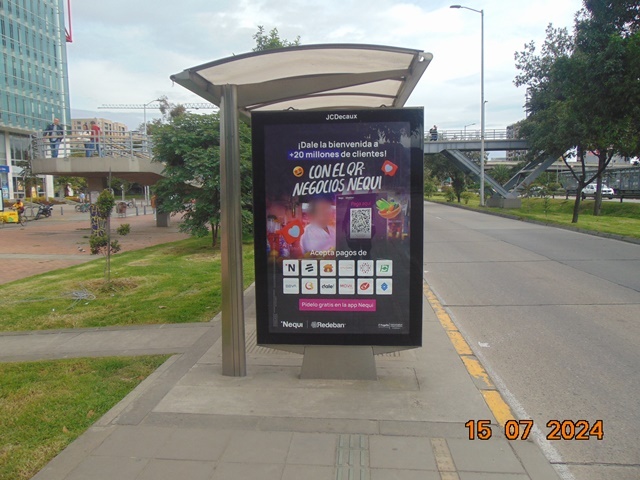 JCDecaux
¡Dale la bienvenida a
+20 millones de clientes!
CON EL QR
NEGOCIOS NEQUI
Acepta pagos de
dale!
Pídelo gratis en la app Nequi
Nequi Redeban
15 07 2024